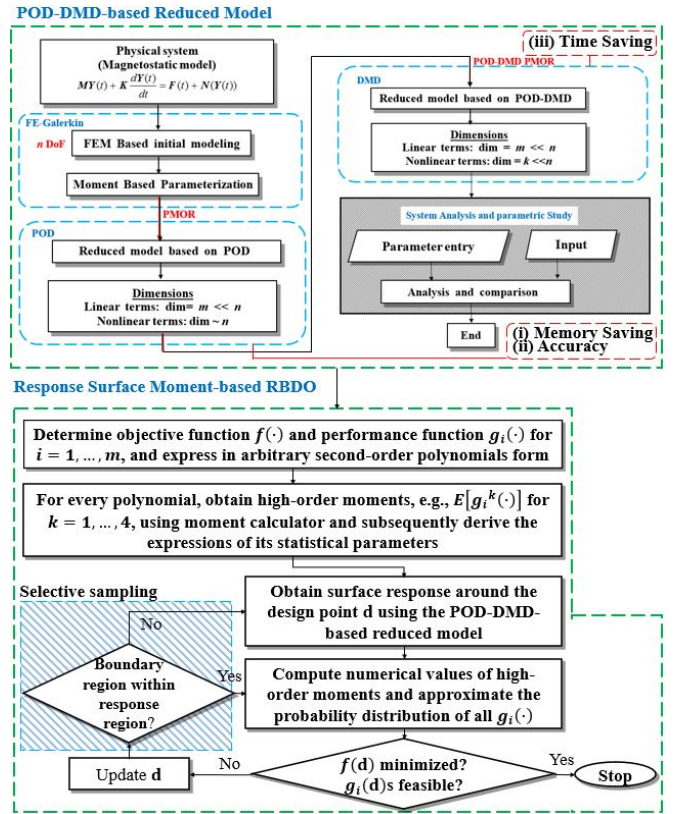 POD-DMD-based Reduced Model
Physical system
(Magnetostatic model)
MY(t) + K dY(t)/dt = F(t) + N(Y(t))
FE-Galerkin
n DoF
FEM Based initial modeling
Moment Based Parameterization
PMOR
POD
Reduced model based on POD
Dimensions
Linear terms: dim= m << n
Nonlinear terms: dim ~ n
(iii) Time Saving
POD-DMD PMOR
DMD
Reduced model based on POD-DMD
Dimensions
Linear terms: dim = m << n
Nonlinear terms: dim = k <<n
System Analysis and parametric Study
Parameter entry
Input
Analysis and comparison
End
(i) Memory Saving
(ii) Accuracy
Response Surface Moment-based RBDO
Determine objective function f(·) and performance function gᵢ(·) for
i = 1, ..., m, and express in arbitrary second-order polynomials form
For every polynomial, obtain high-order moments, e.g., E[gᵢᵏ(·)] for
k = 1, ..., 4, using moment calculator and subsequently derive the
expressions of its statistical parameters
Selective sampling
No
Obtain surface response around the
design point d using the POD-DMD-
based reduced model
Boundary
region within
response
region?
Yes
Compute numerical values of high-
order moments and approximate the
probability distribution of all gᵢ(·)
Update d
No
f(d) minimized?
gᵢ(d)s feasible?
Yes
Stop